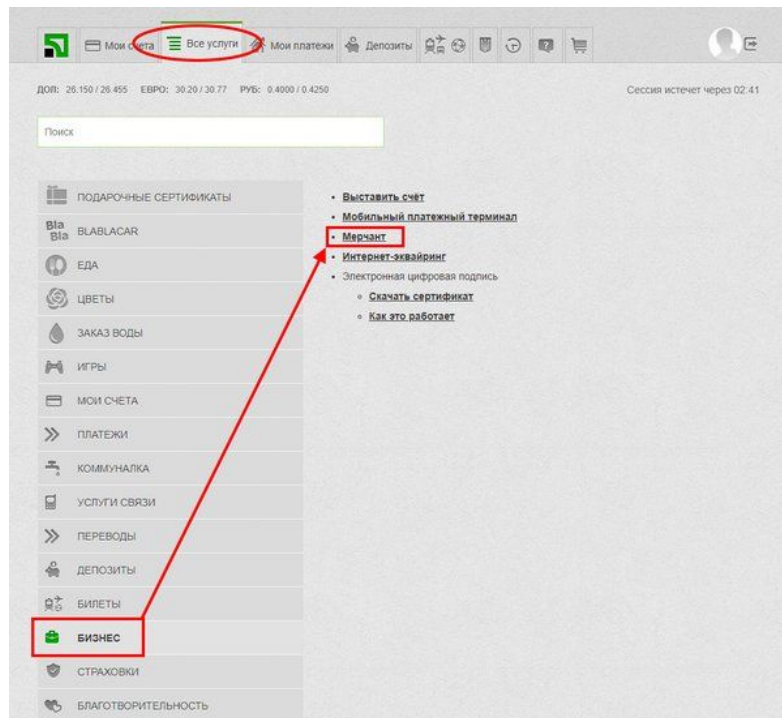 Мои счета Все услуги Мои платежи Депозиты
ДОЛ: 26.150 / 26.455 ЕВРО: 30.20 / 30.77 РУБ: 0.4000 / 0.4250 Сессия истечет через 02:41
Поиск
ПОДАРОЧНЫЕ СЕРТИФИКАТЫ
Bla Bla BLABLACAR
ЕДА
ЦВЕТЫ
ЗАКАЗ ВОДЫ
ИГРЫ
МОИ СЧЕТА
ПЛАТЕЖИ
КОММУНАЛКА
УСЛУГИ СВЯЗИ
ПЕРЕВОДЫ
ДЕПОЗИТЫ
БИЛЕТЫ
БИЗНЕС
СТРАХОВКИ
БЛАГОТВОРИТЕЛЬНОСТЬ
Выставить счёт
Мобильный платежный терминал
Мерчант
Интернет-эквайринг
Электронная цифровая подпись
Скачать сертификат
Как это работает